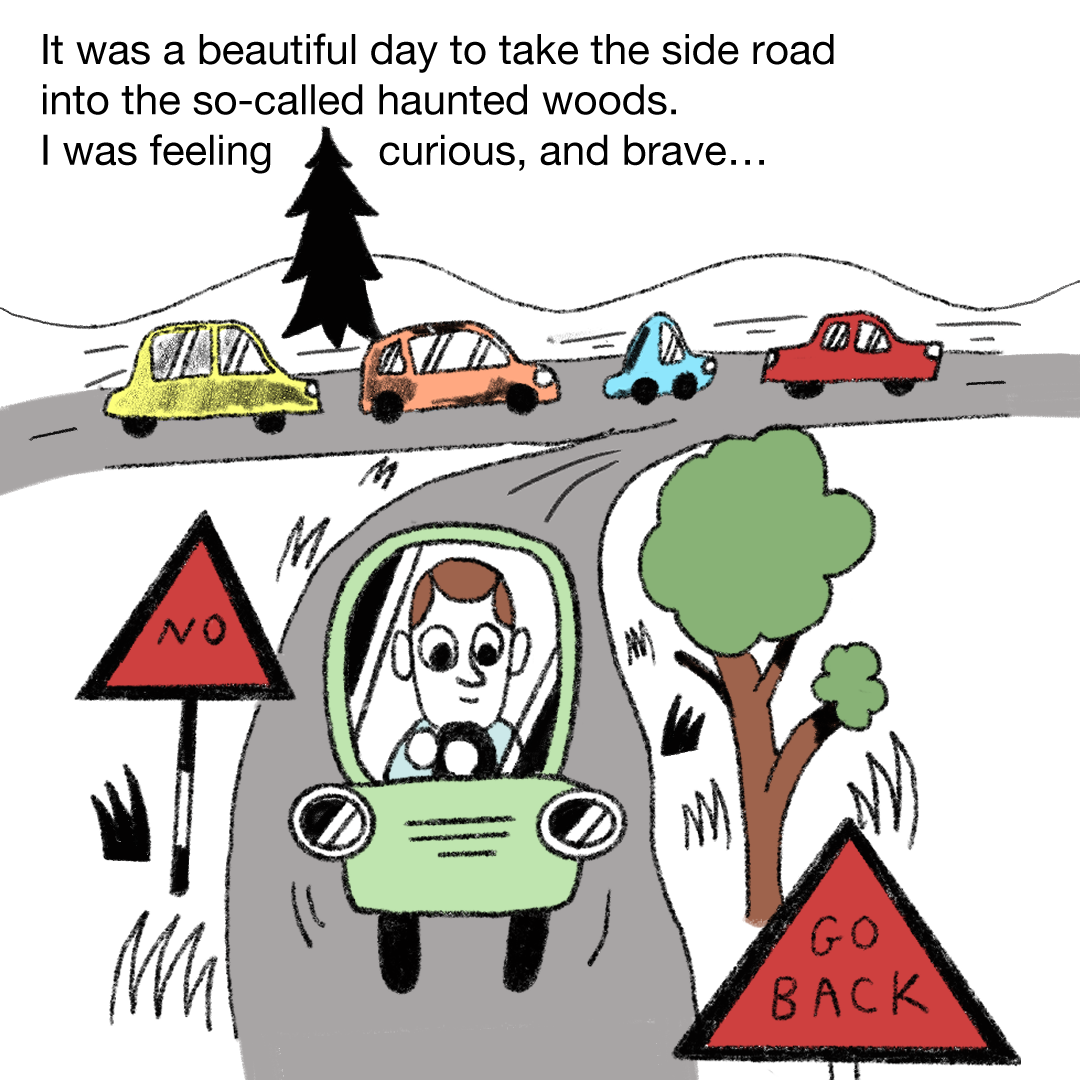 It was a beautiful day to take the side road
into the so-called haunted woods.
I was feeling curious, and brave…
NO
GO
BACK